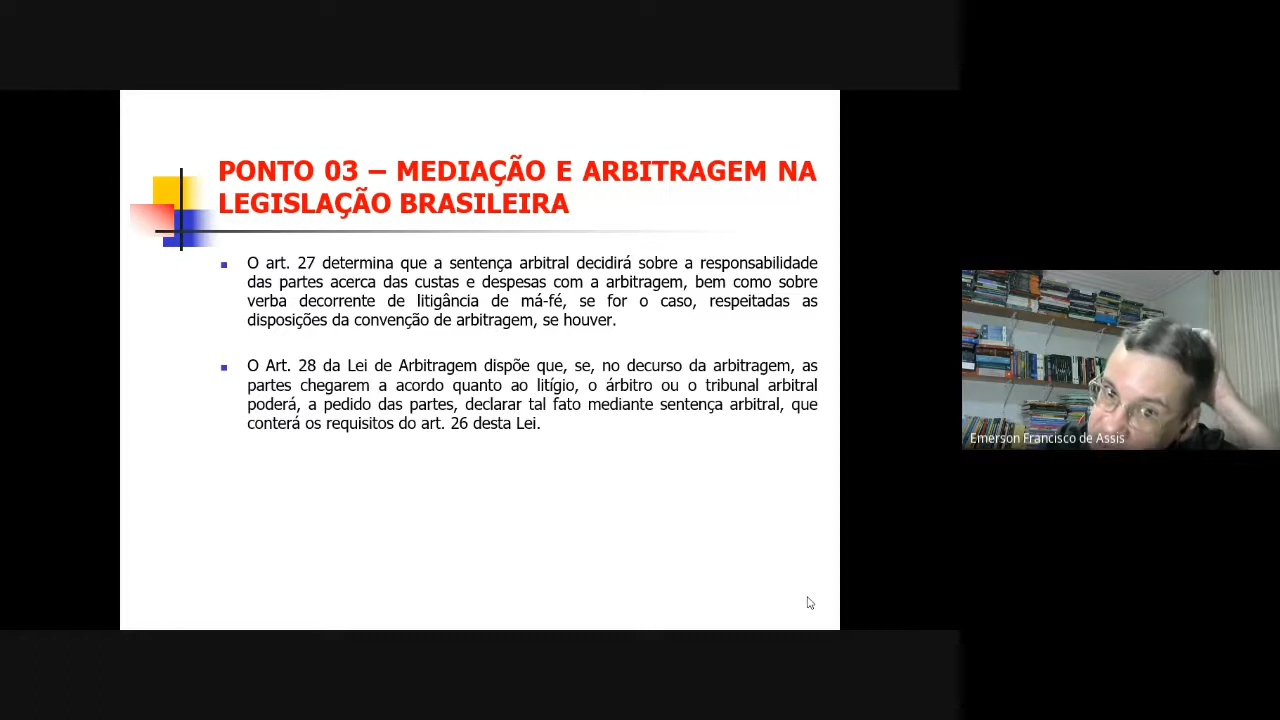 PONTO 03 – MEDIAÇÃO E ARBITRAGEM NA
LEGISLAÇÃO BRASILEIRA
O art. 27 determina que a sentença arbitral decidirá sobre a responsabilidade
das partes acerca das custas e despesas com a arbitragem, bem como sobre
verba decorrente de litigância de má-fé, se for o caso, respeitadas as
disposições da convenção de arbitragem, se houver.
O Art. 28 da Lei de Arbitragem dispõe que, se, no decurso da arbitragem, as
partes chegarem a acordo quanto ao litígio, o árbitro ou o tribunal arbitral
poderá, a pedido das partes, declarar tal fato mediante sentença arbitral, que
conterá os requisitos do art. 26 desta Lei.
Emerson Francisco de Assis